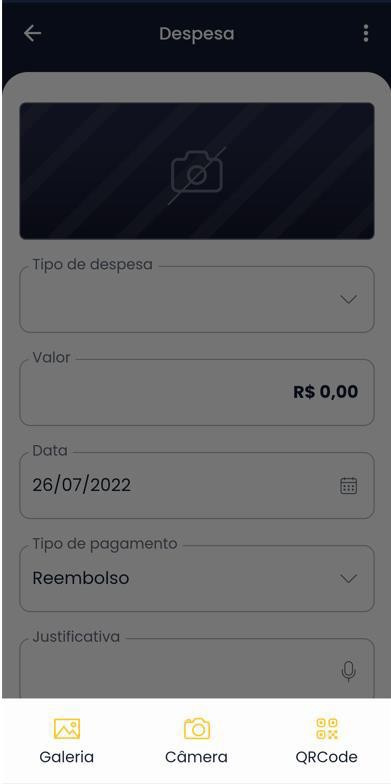 Despesa
Tipo de despesa
Valor
R$ 0,00
Data
26/07/2022
Tipo de pagamento
Reembolso
Justificativa
Galeria Câmera QRCode